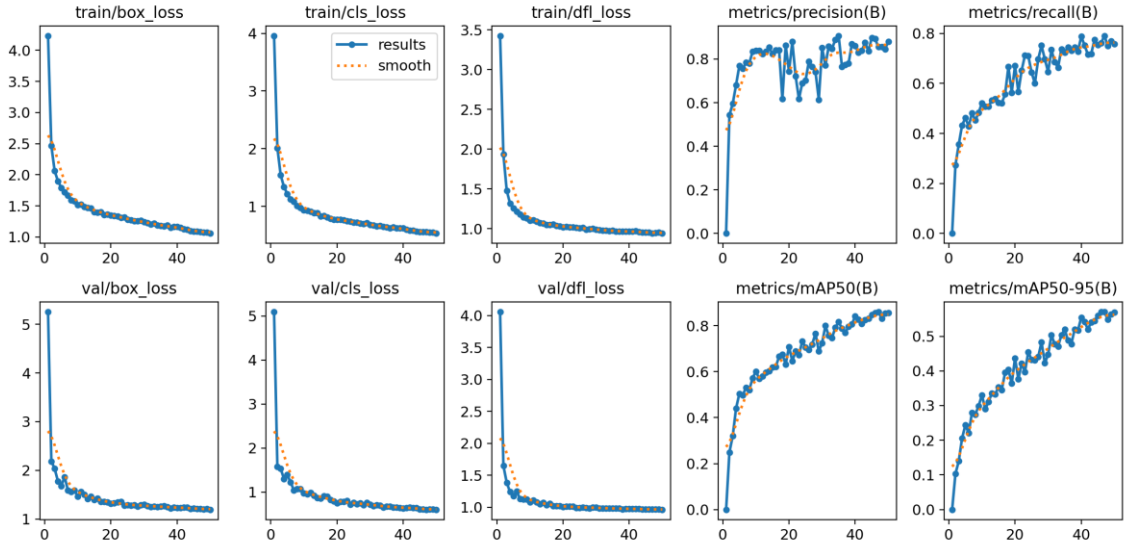 train/box_loss
train/cls_loss
train/dfl_loss
metrics/precision(B)
metrics/recall(B)
4.0
3.5
3.0
2.5
2.0
1.5
1.0
0 20 40
4
3
2
1
0 20 40
results
smooth
3.5
3.0
2.5
2.0
1.5
1.0
0 20 40
0.8
0.6
0.4
0.2
0.0
0 20 40
0.8
0.6
0.4
0.2
0.0
0 20 40
val/box_loss
val/cls_loss
val/dfl_loss
metrics/mAP50(B)
metrics/mAP50-95(B)
5
4
3
2
1
0 20 40
5
4
3
2
1
0 20 40
4.0
3.5
3.0
2.5
2.0
1.5
1.0
0 20 40
0.8
0.6
0.4
0.2
0.0
0 20 40
0.5
0.4
0.3
0.2
0.1
0.0
0 20 40